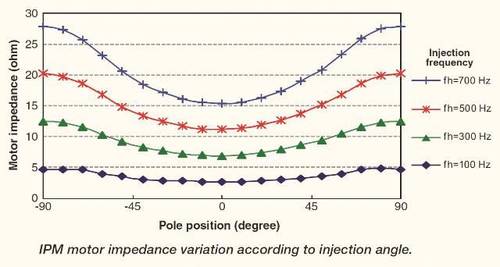 30
25
20
15
10
5
0
Motor impedance (ohm)
-90
-45
0
45
90
Pole position (degree)
Injection
frequency
fh=700 Hz
fh=500 Hz
fh=300 Hz
fh=100 Hz
IPM motor impedance variation according to injection angle.